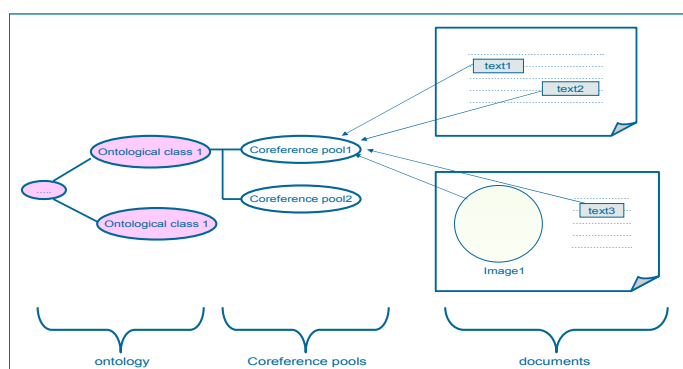 text1
text2
Ontological class 1
Coreference pool1
.....
Coreference pool2
Ontological class 1
text3
Image1
ontology
Coreference pools
documents